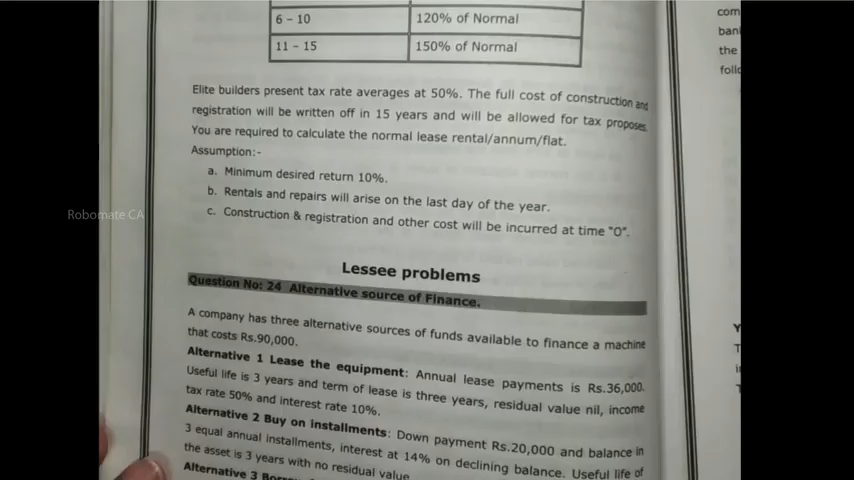 6 - 10 120% of Normal
11 - 15 150% of Normal
Elite builders present tax rate averages at 50%. The full cost of construction and
registration will be written off in 15 years and will be allowed for tax proposes.
You are required to calculate the normal lease rental/annum/flat.
Assumption:-
a. Minimum desired return 10%.
b. Rentals and repairs will arise on the last day of the year.
c. Construction & registration and other cost will be incurred at time "0".
Robomate CA
Lessee problems
Question No: 24 Alternative source of Finance.
A company has three alternative sources of funds available to finance a machine
that costs Rs.90,000.
Alternative 1 Lease the equipment: Annual lease payments is Rs.36,000.
Useful life is 3 years and term of lease is three years, residual value nil, income
tax rate 50% and interest rate 10%.
Alternative 2 Buy on installments: Down payment Rs.20,000 and balance in
3 equal annual installments, interest at 14% on declining balance. Useful life of
the asset is 3 years with no residual value
Alternative 3
com
the